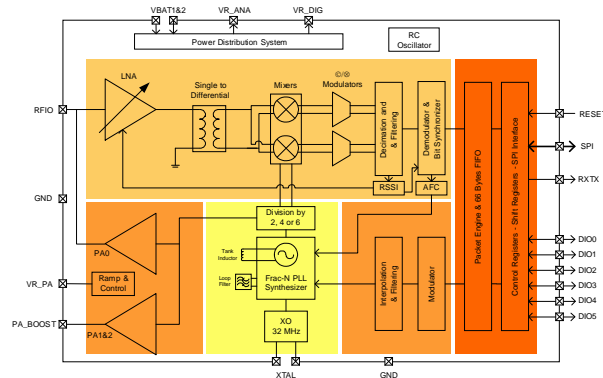 VBAT1&2 VR_ANA VR_DIG
Power Distribution System
RC
Oscillator
LNA
Single to
Differential
Mixers
©/®
Modulators
RFIO
Decimation and
& Filtering
Demodulator &
Bit Synchronizer
RSSI
AFC
Packet Engine & 66 Bytes FIFO
Control Registers - Shift Registers - SPI Interface
RESET
SPI
RXTX
GND
Division by
2, 4 or 6
PA0
Tank
Inductor
Loop
Filter
Frac-N PLL
Synthesizer
Interpolation
& Filtering
Modulator
DIO0
DIO1
DIO2
DIO3
DIO4
DIO5
VR_PA
Ramp &
Control
PA_BOOST
PA1&2
XO
32 MHz
XTAL
GND